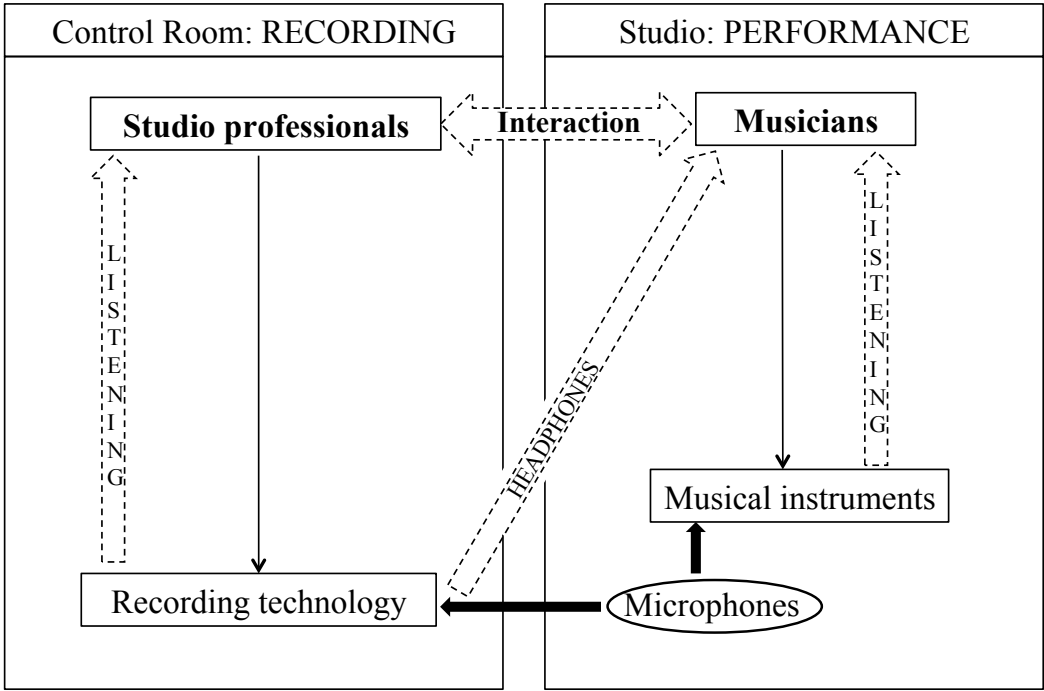 Control Room: RECORDING
Studio: PERFORMANCE
Studio professionals
Interaction
Musicians
LISTENING
HEADPHONES
LISTENING
Musical instruments
Recording technology
Microphones